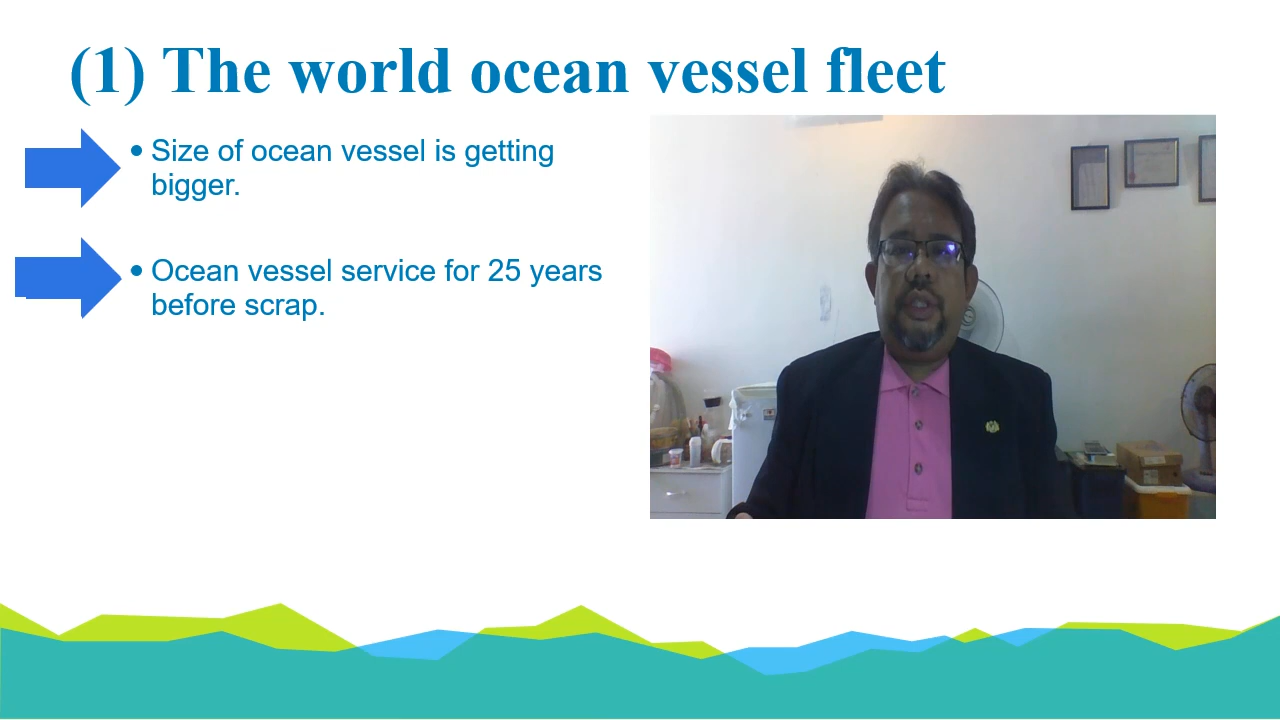 (1) The world ocean vessel fleet
• Size of ocean vessel is getting
bigger.
• Ocean vessel service for 25 years
before scrap.